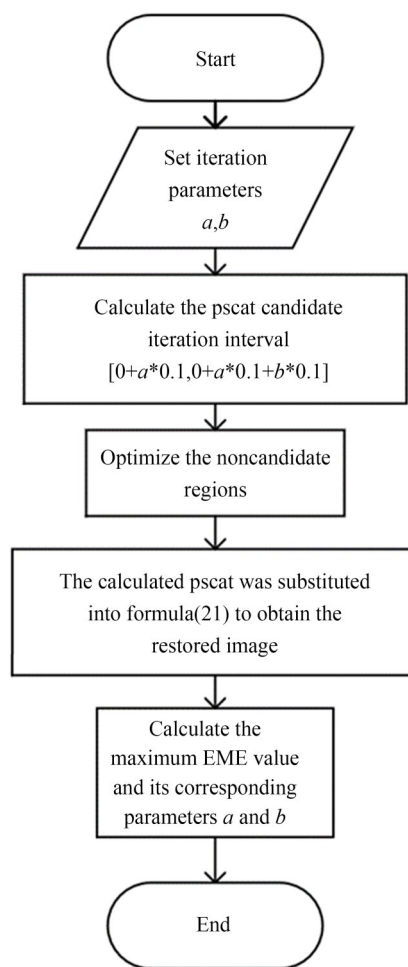 Start
Set iteration
parameters
a,b
Calculate the pscat candidate
iteration interval
[0+a*0.1,0+a*0.1+b*0.1]
Optimize the noncandidate
regions
The calculated pscat was substituted
into formula(21) to obtain the
restored image
Calculate the
maximum EME value
and its corresponding
parameters a and b
End